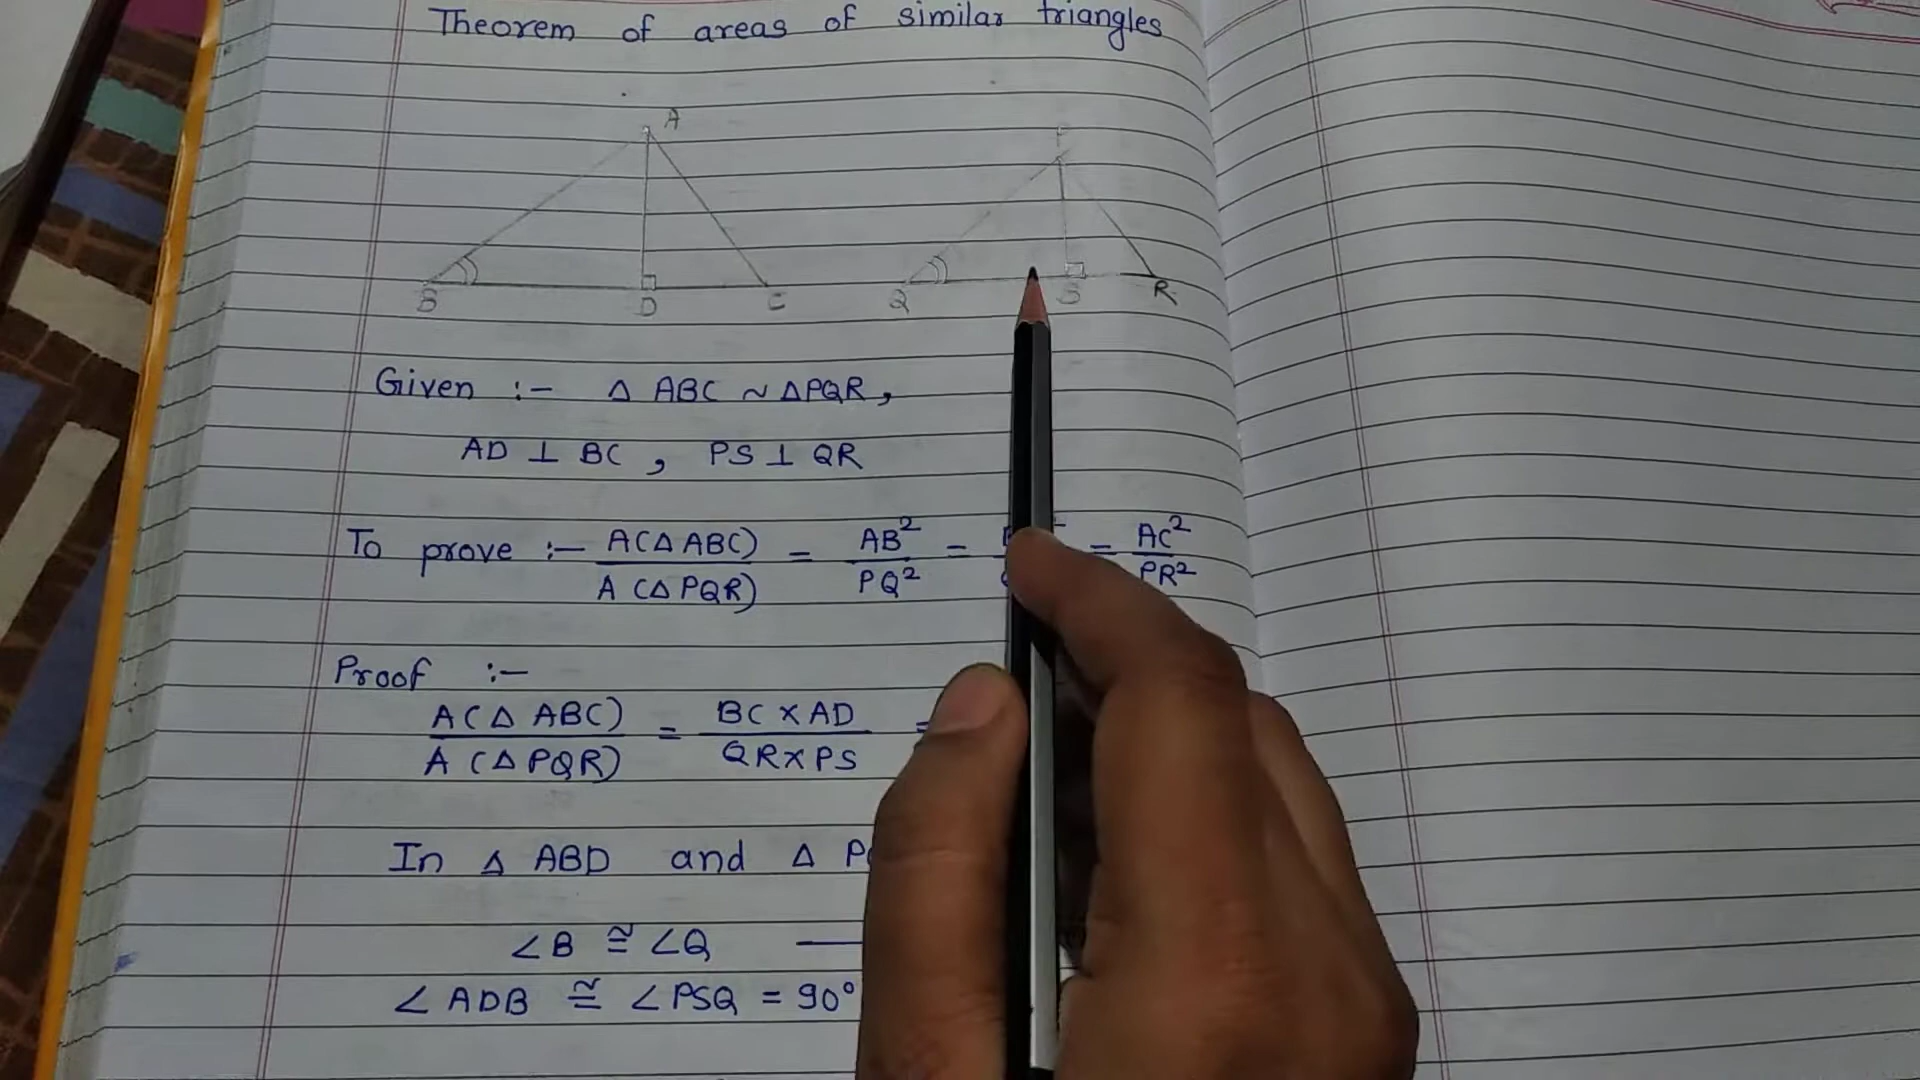 Theorem of areas of similar triangles
A
P
B D C Q S R
Given :- Δ ABC ~ ΔPQR,
AD ⊥ BC , PS ⊥ QR
To prove :- A(Δ ABC) / A (Δ PQR) = AB² / PQ² = = AC² / PR²
Proof :-
A(Δ ABC) / A (Δ PQR) = BC × AD / QR × PS =
In Δ ABD and Δ
∠B ≅ ∠Q —
∠ADB ≅ ∠PSQ = 90°